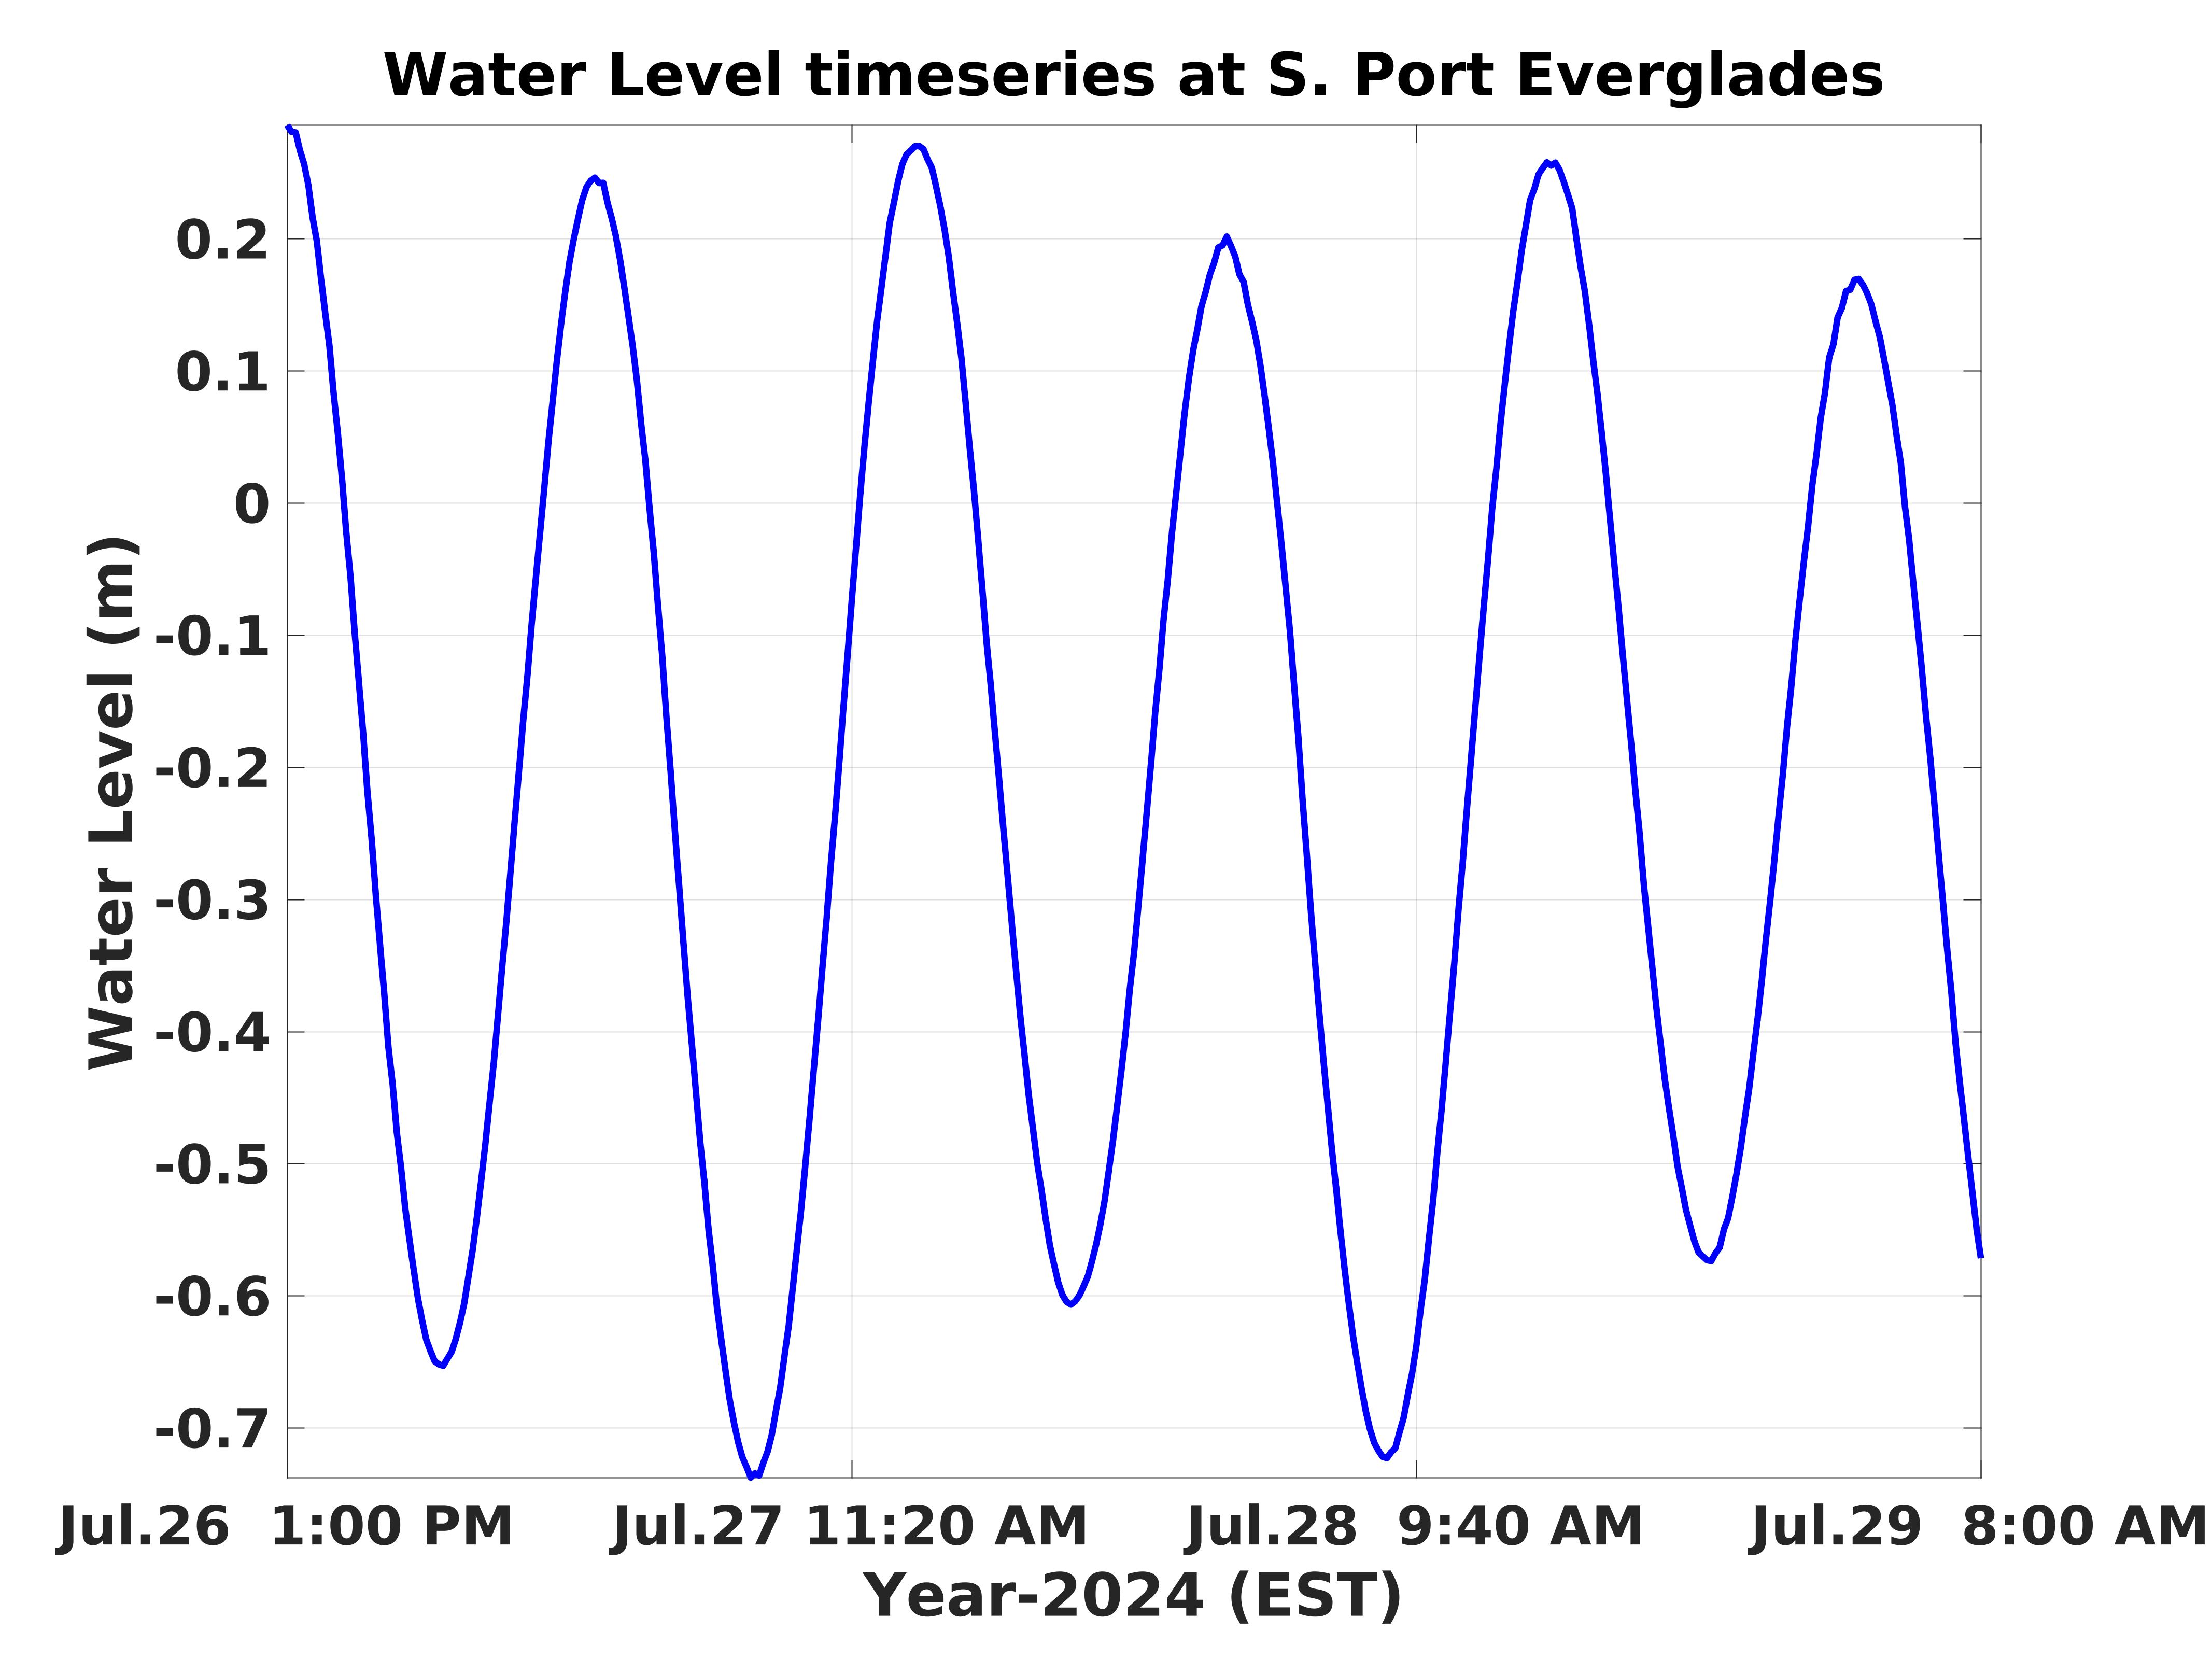 Water Level timeseries at S. Port Everglades
Water Level (m)
0.2
0.1
0
-0.1
-0.2
-0.3
-0.4
-0.5
-0.6
-0.7
Jul.26 1:00 PM
Jul.27 11:20 AM
Jul.28 9:40 AM
Jul.29 8:00 AM
Year-2024 (EST)